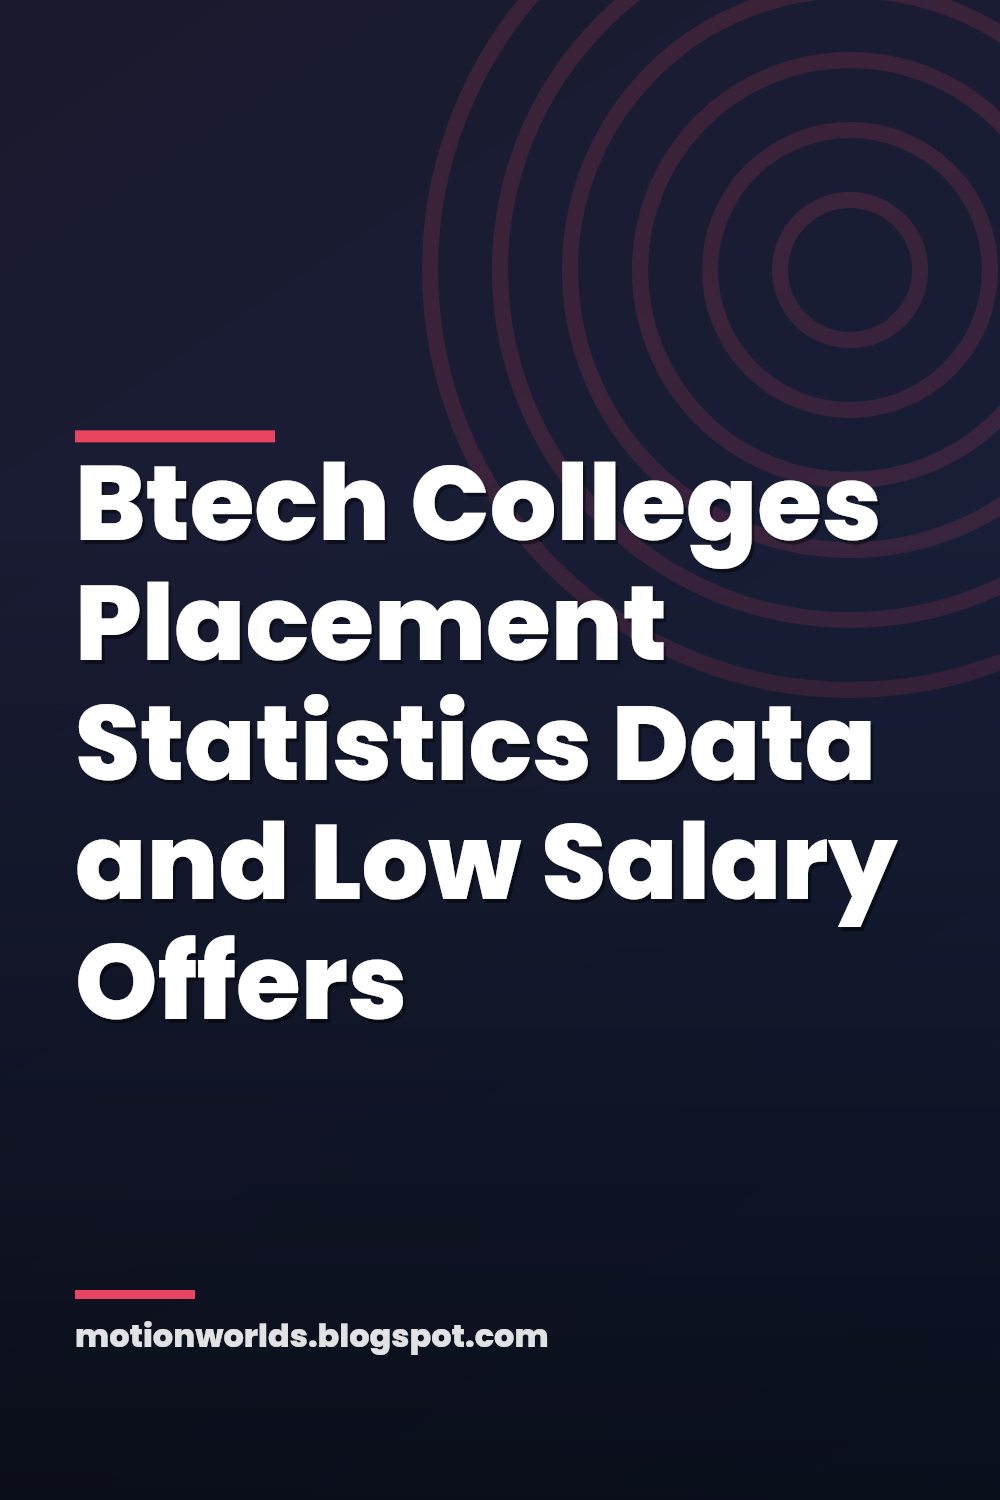 Btech Colleges
Placement
Statistics Data
and Low Salary
Offers
motionworlds.blogspot.com